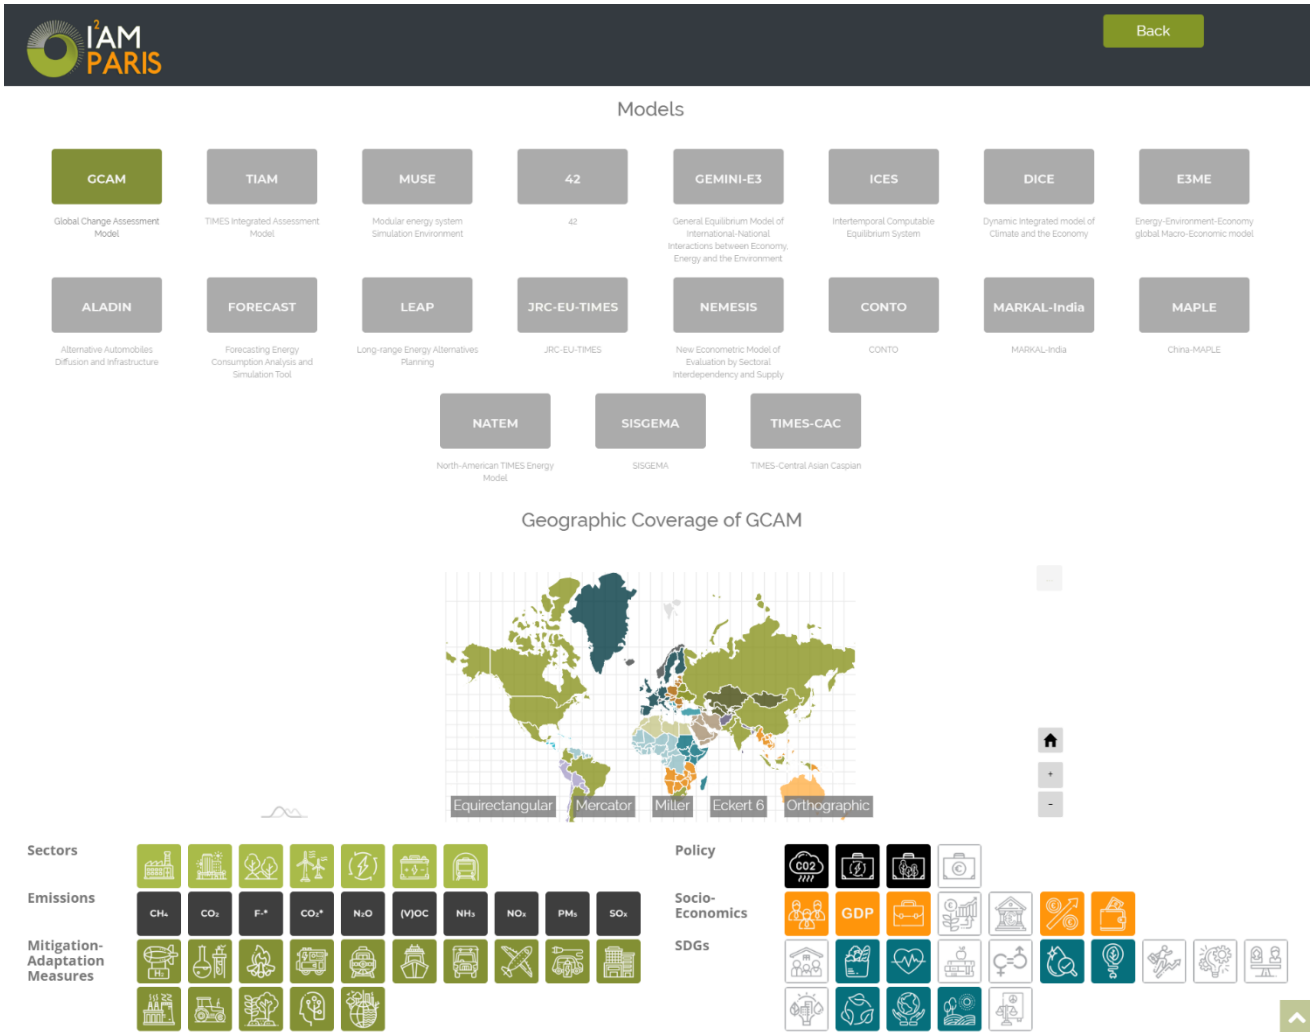 I²AM
PARIS
Back
Models
GCAM
TIAM
MUSE
42
GEMINI-E3
ICES
DICE
E3ME
Global Change Assessment
Model
TIMES Integrated Assessment
Model
Modular energy system
Simulation Environment
42
General Equilibrium Model of
International-National
Interactions between Economy,
Energy and the Environment
Intertemporal Computable
Equilibrium System
Dynamic Integrated model of
Climate and the Economy
Energy-Environment-Economy
global Macro-Economic model
ALADIN
FORECAST
LEAP
JRC-EU-TIMES
NEMESIS
CONTO
MARKAL-India
MAPLE
Alternative Automobiles
Diffusion and Infrastructure
Forecasting Energy
Consumption Analysis and
Simulation Tool
Long-range Energy Alternatives
Planning
JRC-EU-TIMES
New Econometric Model of
Evaluation by Sectoral
Interdependency and Supply
CONTO
MARKAL-India
China-MAPLE
NATEM
SISGEMA
TIMES-CAC
North-American TIMES Energy
Model
SISGEMA
TIMES-Central Asian Caspian
Geographic Coverage of GCAM
+
-
Equirectangular
Mercator
Miller
Eckert 6
Orthographic
Sectors
Emissions
CH₄
CO₂
F-*
CO₂*
N₂O
(V)OC
NH₃
NOₓ
PM₅
SOₓ
Mitigation-
Adaptation
Measures
H₂
Policy
CO2
Socio-
Economics
GDP
SDGs